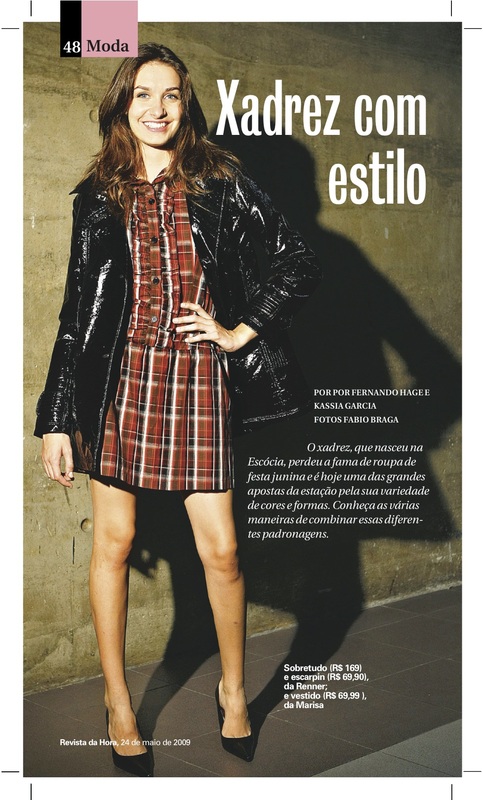 48 Moda
Xadrez com
estilo
POR POR FERNANDO HAGE E
KASSIA GARCIA
FOTOS FABIO BRAGA
O xadrez, que nasceu na
Escócia, perdeu a fama de roupa de
festa junina e é hoje uma das grandes
apostas da estação pela sua variedade
de cores e formas. Conheça as várias
maneiras de combinar essas diferen-
tes padronagens.
Sobretudo (R$ 169)
e escarpin (R$ 69,90),
da Renner;
e vestido (R$ 69,99 ),
da Marisa
Revista da Hora, 24 de maio de 2009